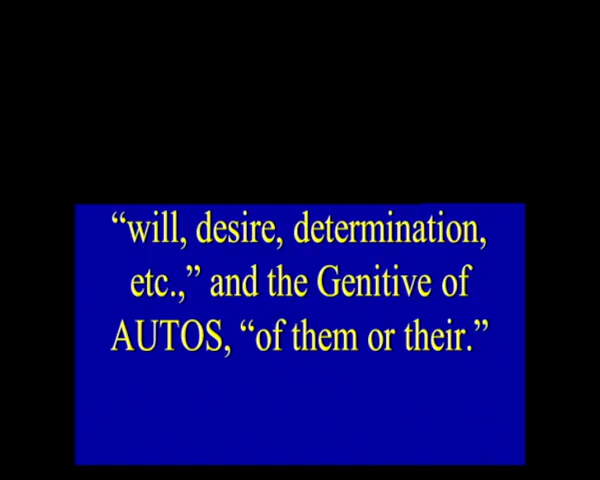 “will, desire, determination,
etc.,” and the Genitive of
AUTOS, “of them or their.”